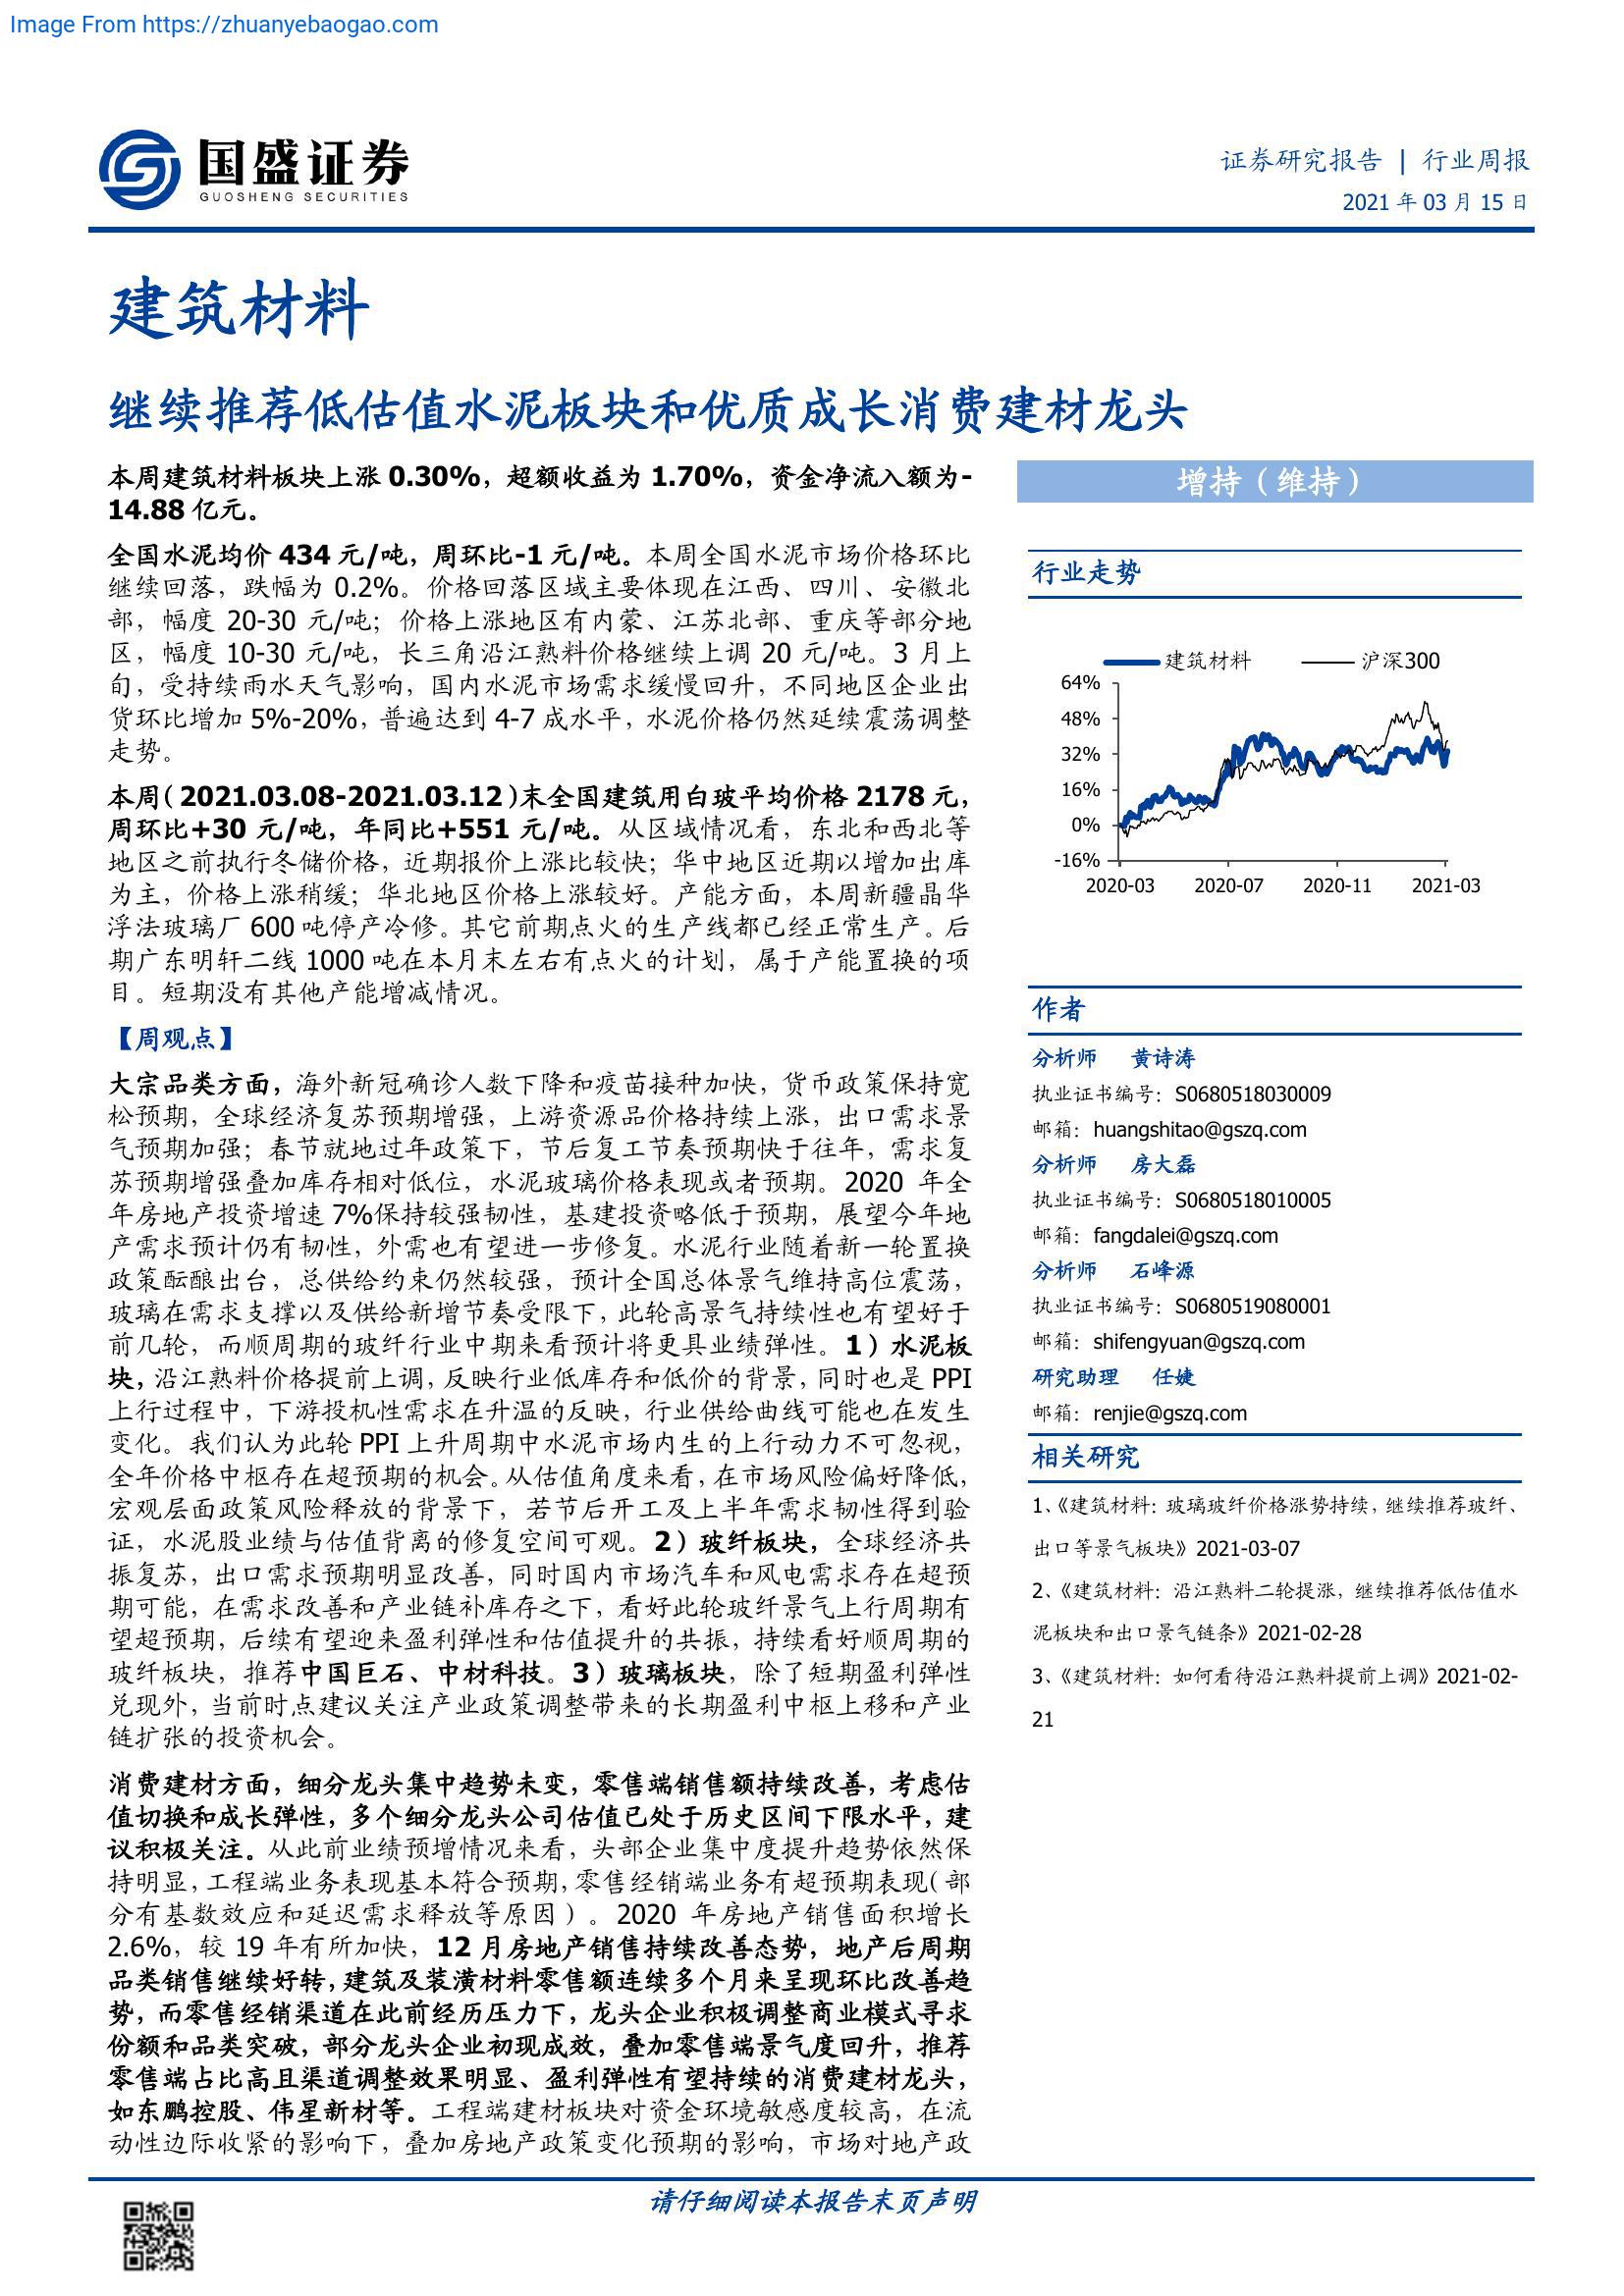 Image From https://zhuanyebaogao.com
国盛证券
GUOSHENG SECURITIES
证券研究报告 | 行业周报
2021 年 03 月 15 日
建筑材料
继续推荐低估值水泥板块和优质成长消费建材龙头
本周建筑材料板块上涨 0.30%，超额收益为 1.70%，资金净流入额为-
14.88 亿元。
全国水泥均价 434 元/吨，周环比-1 元/吨。本周全国水泥市场价格环比
继续回落，跌幅为 0.2%。价格回落区域主要体现在江西、四川、安徽北
部，幅度 20-30 元/吨；价格上涨地区有内蒙、江苏北部、重庆等部分地
区，幅度 10-30 元/吨，长三角沿江熟料价格继续上调 20 元/吨。3 月上
旬，受持续雨水天气影响，国内水泥市场需求缓慢回升，不同地区企业出
货环比增加 5%-20%，普遍达到 4-7 成水平，水泥价格仍然延续震荡调整
走势。
本周（2021.03.08-2021.03.12）末全国建筑用白玻平均价格 2178 元，
周环比+30 元/吨，年同比+551 元/吨。从区域情况看，东北和西北等
地区之前执行冬储价格，近期报价上涨比较快；华中地区近期以增加出库
为主，价格上涨稍缓；华北地区价格上涨较好。产能方面，本周新疆晶华
浮法玻璃厂 600 吨停产冷修。其它前期点火的生产线都已经正常生产。后
期广东明轩二线 1000 吨在本月末左右有点火的计划，属于产能置换的项
目。短期没有其他产能增减情况。
【周观点】
大宗品类方面，海外新冠确诊人数下降和疫苗接种加快，货币政策保持宽
松预期，全球经济复苏预期增强，上游资源品价格持续上涨，出口需求景
气预期加强；春节就地过年政策下，节后复工节奏预期快于往年，需求复
苏预期增强叠加库存相对低位，水泥玻璃价格表现或者预期。2020 年全
年房地产投资增速 7%保持较强韧性，基建投资略低于预期，展望今年地
产需求预计仍有韧性，外需也有望进一步修复。水泥行业随着新一轮置换
政策酝酿出台，总供给约束仍然较强，预计全国总体景气维持高位震荡，
玻璃在需求支撑以及供给新增节奏受限下，此轮高景气持续性也有望好于
前几轮，而顺周期的玻纤行业中期来看预计将更具业绩弹性。1）水泥板
块，沿江熟料价格提前上调，反映行业低库存和低价的背景，同时也是 PPI
上行过程中，下游投机性需求在升温的反映，行业供给曲线可能也在发生
变化。我们认为此轮 PPI 上升周期中水泥市场内生的上行动力不可忽视，
全年价格中枢存在超预期的机会。从估值角度来看，在市场风险偏好降低，
宏观层面政策风险释放的背景下，若节后开工及上半年需求韧性得到验
证，水泥股业绩与估值背离的修复空间可观。2）玻纤板块，全球经济共
振复苏，出口需求预期明显改善，同时国内市场汽车和风电需求存在超预
期可能，在需求改善和产业链补库存之下，看好此轮玻纤景气上行周期有
望超预期，后续有望迎来盈利弹性和估值提升的共振，持续看好顺周期的
玻纤板块，推荐中国巨石、中材科技。3）玻璃板块，除了短期盈利弹性
兑现外，当前时点建议关注产业政策调整带来的长期盈利中枢上移和产业
链扩张的投资机会。
消费建材方面，细分龙头集中趋势未变，零售端销售额持续改善，考虑估
值切换和成长弹性，多个细分龙头公司估值已处于历史区间下限水平，建
议积极关注。从此前业绩预增情况来看，头部企业集中度提升趋势依然保
持明显，工程端业务表现基本符合预期，零售经销端业务有超预期表现（部
分有基数效应和延迟需求释放等原因）。2020 年房地产销售面积增长
2.6%，较 19 年有所加快，12 月房地产销售持续改善态势，地产后周期
品类销售继续好转，建筑及装潢材料零售额连续多个月来呈现环比改善趋
势，而零售经销渠道在此前经历压力下，龙头企业积极调整商业模式寻求
份额和品类突破，部分龙头企业初现成效，叠加零售端景气度回升，推荐
零售端占比高且渠道调整效果明显、盈利弹性有望持续的消费建材龙头，
如东鹏控股、伟星新材等。工程端建材板块对资金环境敏感度较高，在流
动性边际收紧的影响下，叠加房地产政策变化预期的影响，市场对地产政
增持（维持）
行业走势
建筑材料 沪深300
64%
48%
32%
16%
0%
-16%
2020-03 2020-07 2020-11 2021-03
作者
分析师 黄诗涛
执业证书编号：S0680518030009
邮箱：huangshitao@gszq.com
分析师 房大磊
执业证书编号：S0680518010005
邮箱：fangdalei@gszq.com
分析师 石峰源
执业证书编号：S0680519080001
邮箱：shifengyuan@gszq.com
研究助理 任婕
邮箱：renjie@gszq.com
相关研究
1、《建筑材料：玻璃玻纤价格涨势持续，继续推荐玻纤、
出口等景气板块》2021-03-07
2、《建筑材料：沿江熟料二轮提涨，继续推荐低估值水
泥板块和出口景气链条》2021-02-28
3、《建筑材料：如何看待沿江熟料提前上调》2021-02-
21
请仔细阅读本报告末页声明